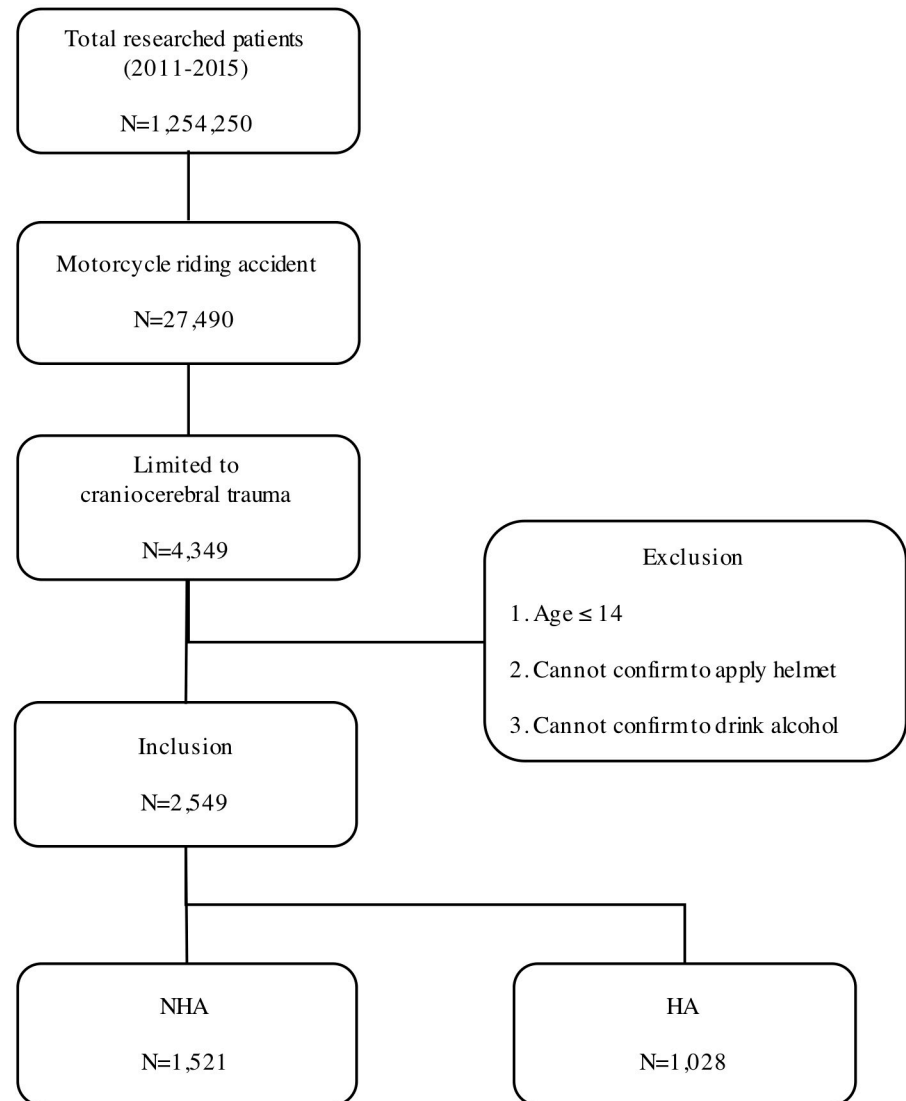 Total researched patients
(2011-2015)
N=1,254,250
Motorcycle riding accident
N=27,490
Limited to
craniocerebral trauma
N=4,349
Exclusion
1. Age ≤ 14
2. Cannot confirm to apply helmet
3. Cannot confirm to drink alcohol
Inclusion
N=2,549
NHA
N=1,521
HA
N=1,028